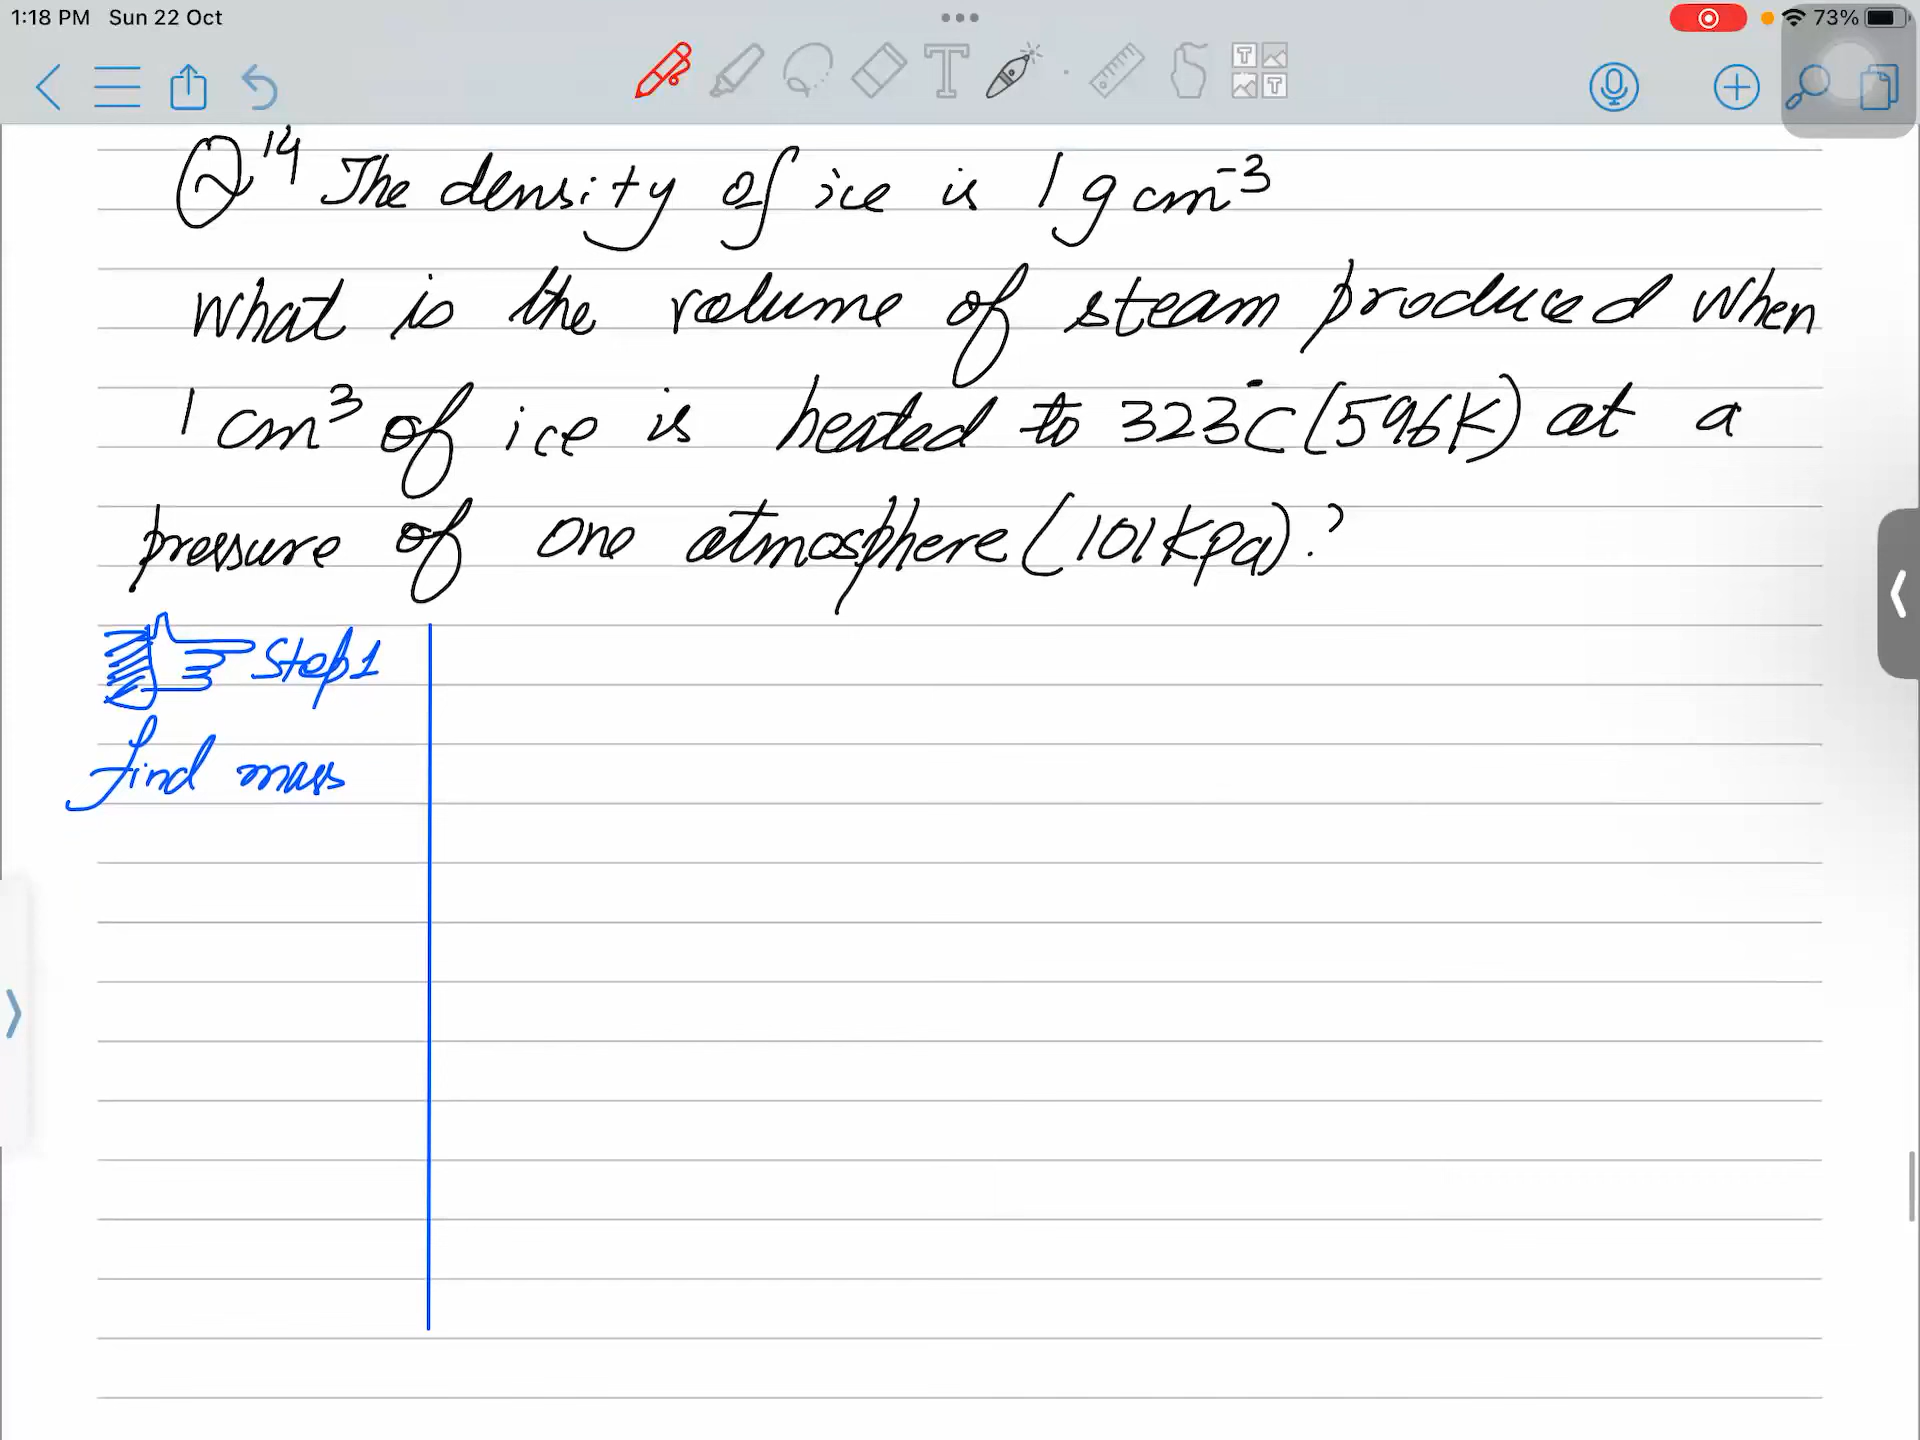 1:18 PM Sun 22 Oct
73%
Q14 The density of ice is 1 g cm⁻³
What is the volume of steam produced when
1 cm³ of ice is heated to 323°C (596K) at a
pressure of one atmosphere (101 kPa).?
Step1
find mass